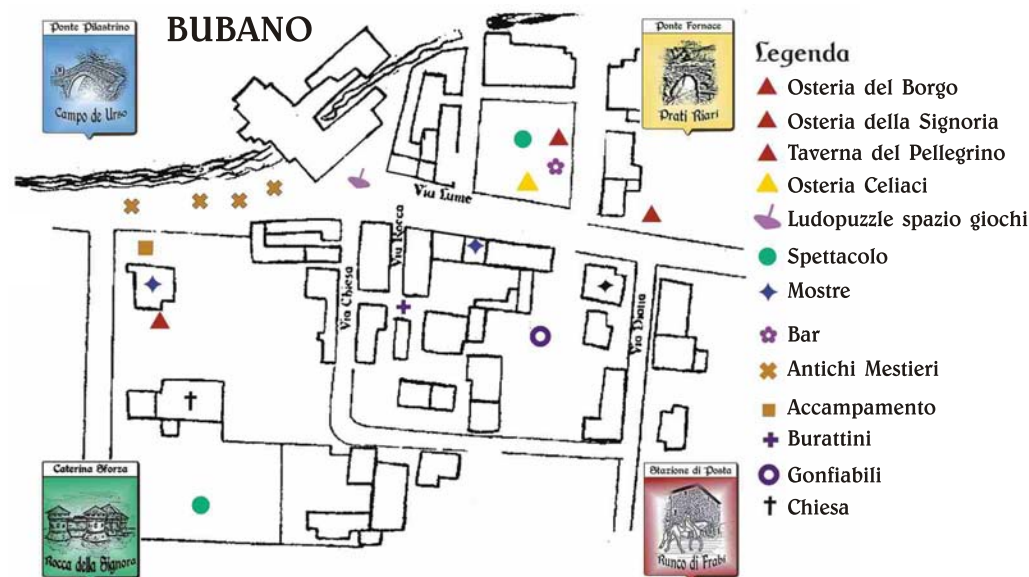 BUBANO
Ponte Pilastrino
Campo de Urso
Ponte Fornace
Prati Riari
Legenda
Osteria del Borgo
Osteria della Signoria
Taverna del Pellegrino
Osteria Celiaci
Ludopuzzle spazio giochi
Spettacolo
Mostre
Bar
Antichi Mestieri
Accampamento
Burattini
Gonfiabili
Chiesa
Via Lume
Via Rocca
Via Chiesa
Via Diana
Caterina Sforza
Rocca della Signora
Stazione di Posta
Runco di Frabi